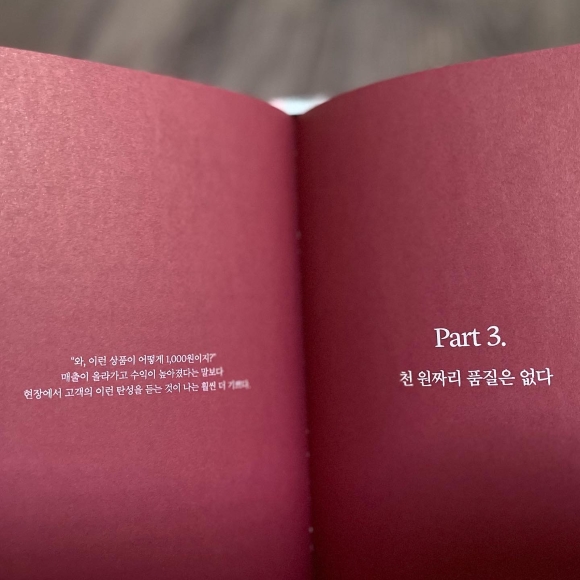 "와, 이런 상품이 어떻게 1,000원이지?"
매출이 올라가고 수익이 높아졌다는 말보다
현장에서 고객의 이런 탄성을 듣는 것이 나는 훨씬 더 기쁘다.
Part 3.
천 원짜리 품질은 없다